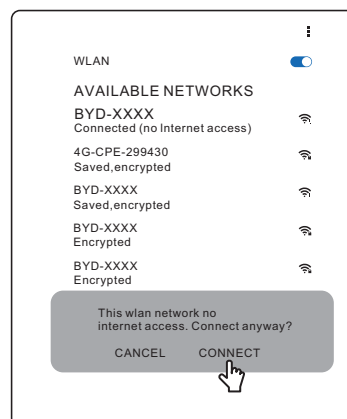 WLAN
AVAILABLE NETWORKS
BYD-XXXX
Connected (no Internet access)
4G-CPE-299430
Saved,encrypted
BYD-XXXX
Saved,encrypted
BYD-XXXX
Encrypted
BYD-XXXX
Encrypted
This wlan network no
internet access. Connect anyway?
CANCEL CONNECT